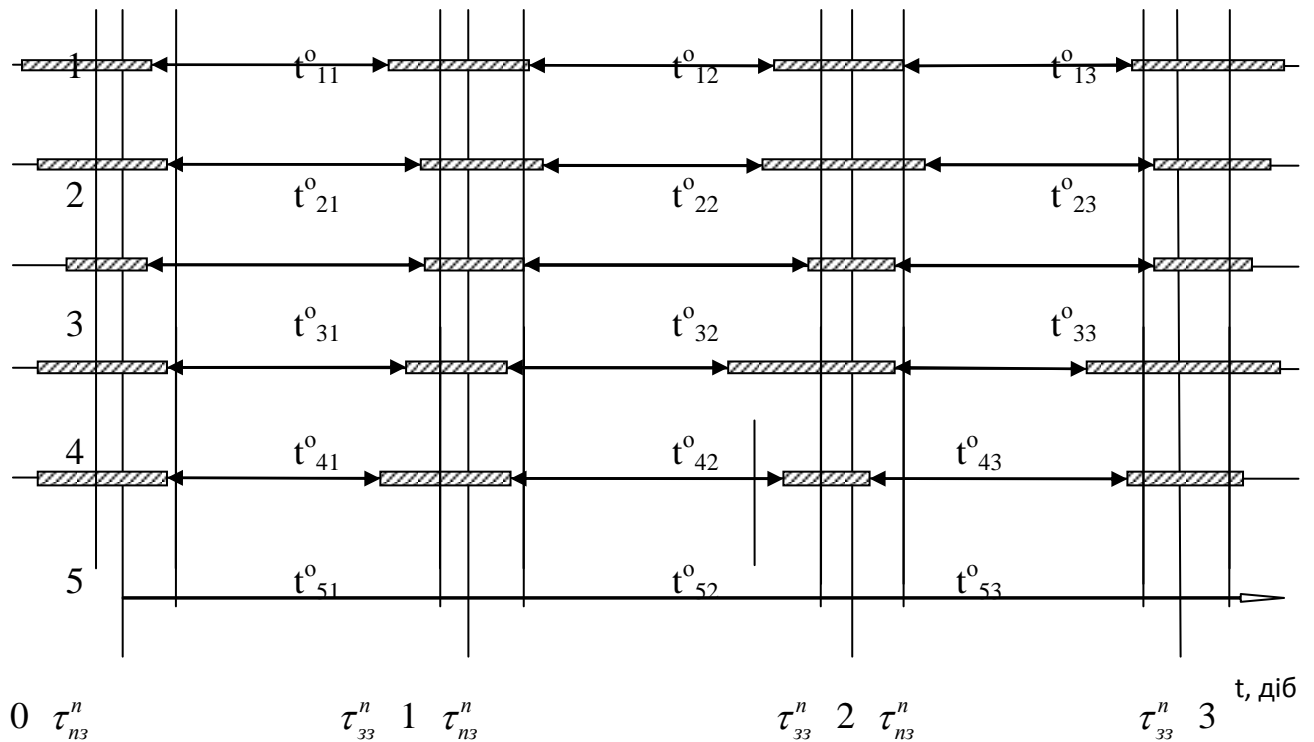 1 t°11 t°12 t°13
2 t°21 t°22 t°23
3 t°31 t°32 t°33
4 t°41 t°42 t°43
5 t°51 t°52 t°53
t, діб
0 τⁿпз τⁿзз 1 τⁿпз τⁿзз 2 τⁿпз τⁿзз 3